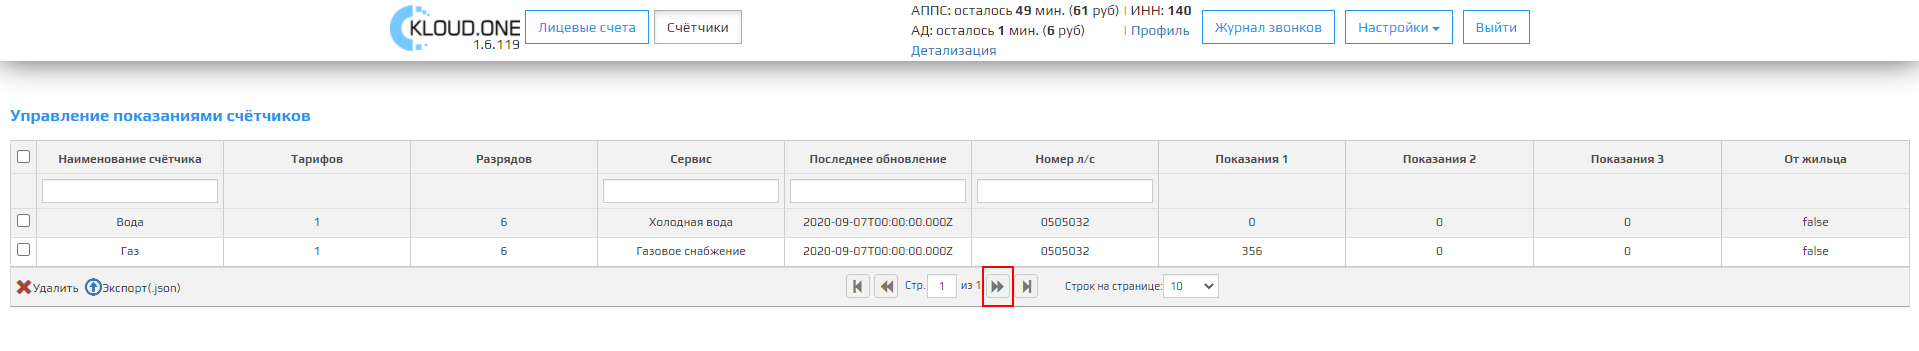 KLOUD.ONE
1.6.119
Лицевые счета
Счётчики
АППС: осталось 49 мин. (61 руб) | ИНН: 140
АД: осталось 1 мин. (6 руб) | Профиль
Детализация
Журнал звонков
Настройки
Выйти
Управление показаниями счётчиков
Наименование счётчика Тарифов Разрядов Сервис Последнее обновление Номер л/с Показания 1 Показания 2 Показания 3 От жильца
Вода 1 6 Холодная вода 2020-09-07T00:00:00.000Z 0505032 0 0 0 false
Газ 1 6 Газовое снабжение 2020-09-07T00:00:00.000Z 0505032 356 0 0 false
Удалить Экспорт(.json) Стр. 1 из 1 Строк на странице: 10